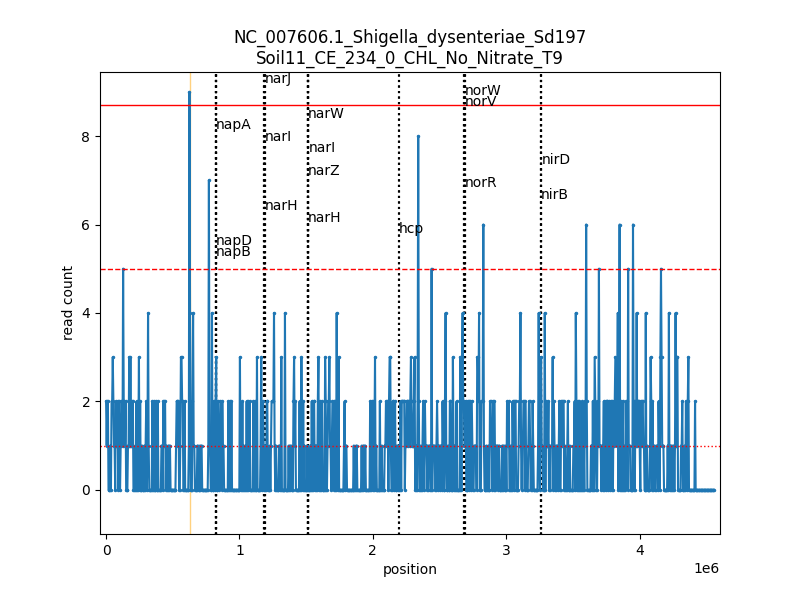 NC_007606.1_Shigella_dysenteriae_Sd197
Soil11_CE_234_0_CHL_No_Nitrate_T9
narJ
norW
norV
narW
napA
narI
narI
nirD
narZ
norR
nirB
narH
narH
hcp
napD
napB
read count
8
6
4
2
0
0 1 2 3 4
1e6
position